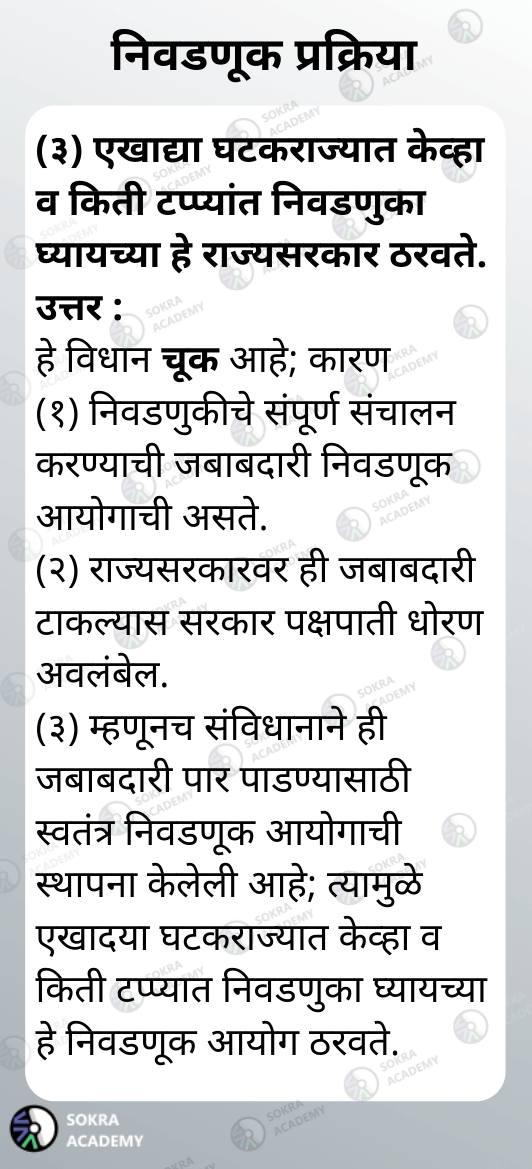 निवडणूक प्रक्रिया
(३) एखाद्या घटकराज्यात केव्हा
व किती टप्प्यांत निवडणुका
घ्यायच्या हे राज्यसरकार ठरवते.
उत्तर :
हे विधान चूक आहे; कारण
(१) निवडणुकीचे संपूर्ण संचालन
करण्याची जबाबदारी निवडणूक
आयोगाची असते.
(२) राज्यसरकारवर ही जबाबदारी
टाकल्यास सरकार पक्षपाती धोरण
अवलंबेल.
(३) म्हणूनच संविधानाने ही
जबाबदारी पार पाडण्यासाठी
स्वतंत्र निवडणूक आयोगाची
स्थापना केलेली आहे; त्यामुळे
एखादया घटकराज्यात केव्हा व
किती टप्प्यात निवडणुका घ्यायच्या
हे निवडणूक आयोग ठरवते.
SOKRA
ACADEMY